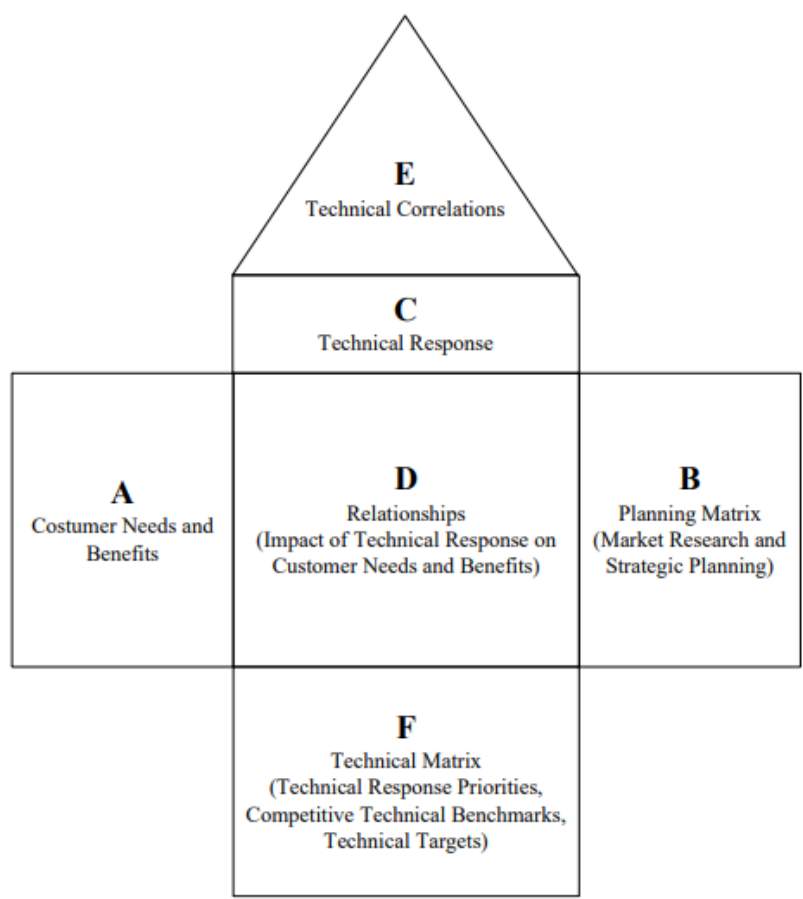 E
Technical Correlations
C
Technical Response
A
Costumer Needs and
Benefits
D
Relationships
(Impact of Technical Response on
Customer Needs and Benefits)
B
Planning Matrix
(Market Research and
Strategic Planning)
F
Technical Matrix
(Technical Response Priorities,
Competitive Technical Benchmarks,
Technical Targets)